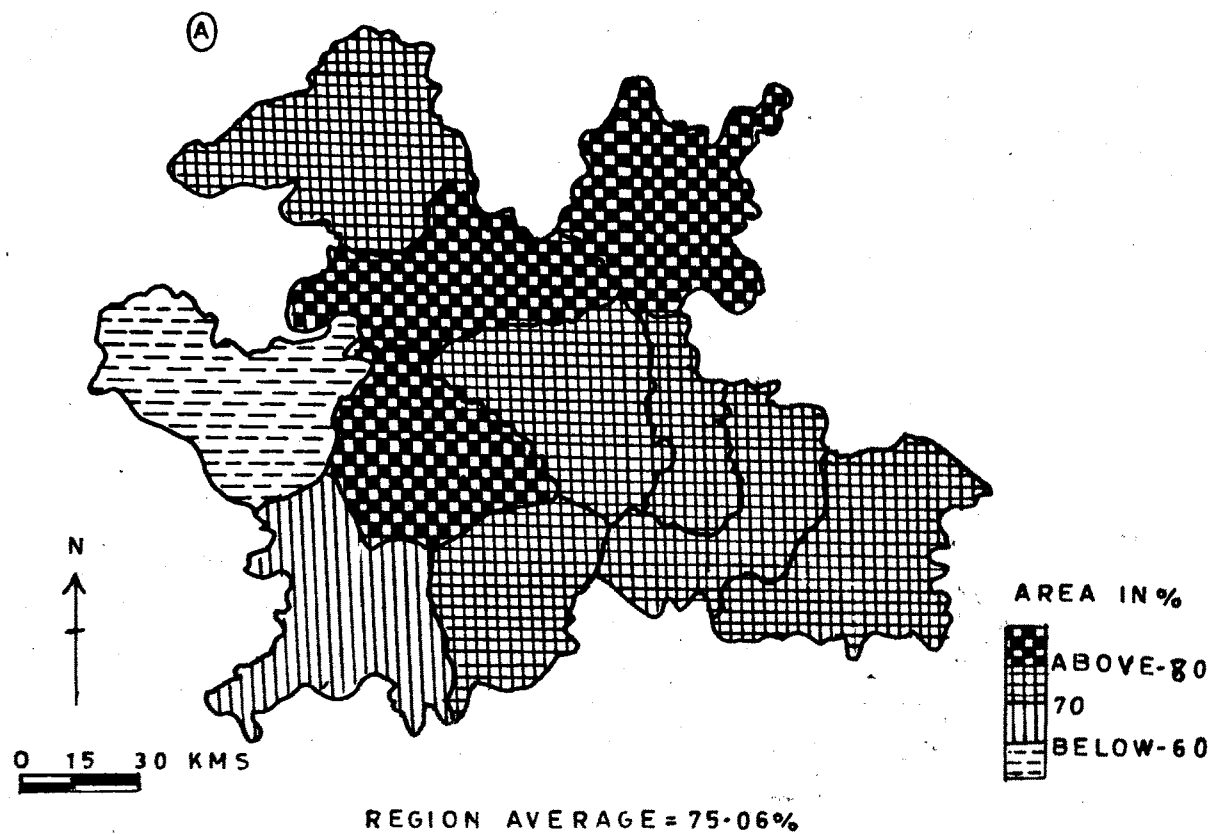 A
N
0 15 30 KMS
AREA IN %
ABOVE-80
70
BELOW-60
REGION AVERAGE = 75.06%